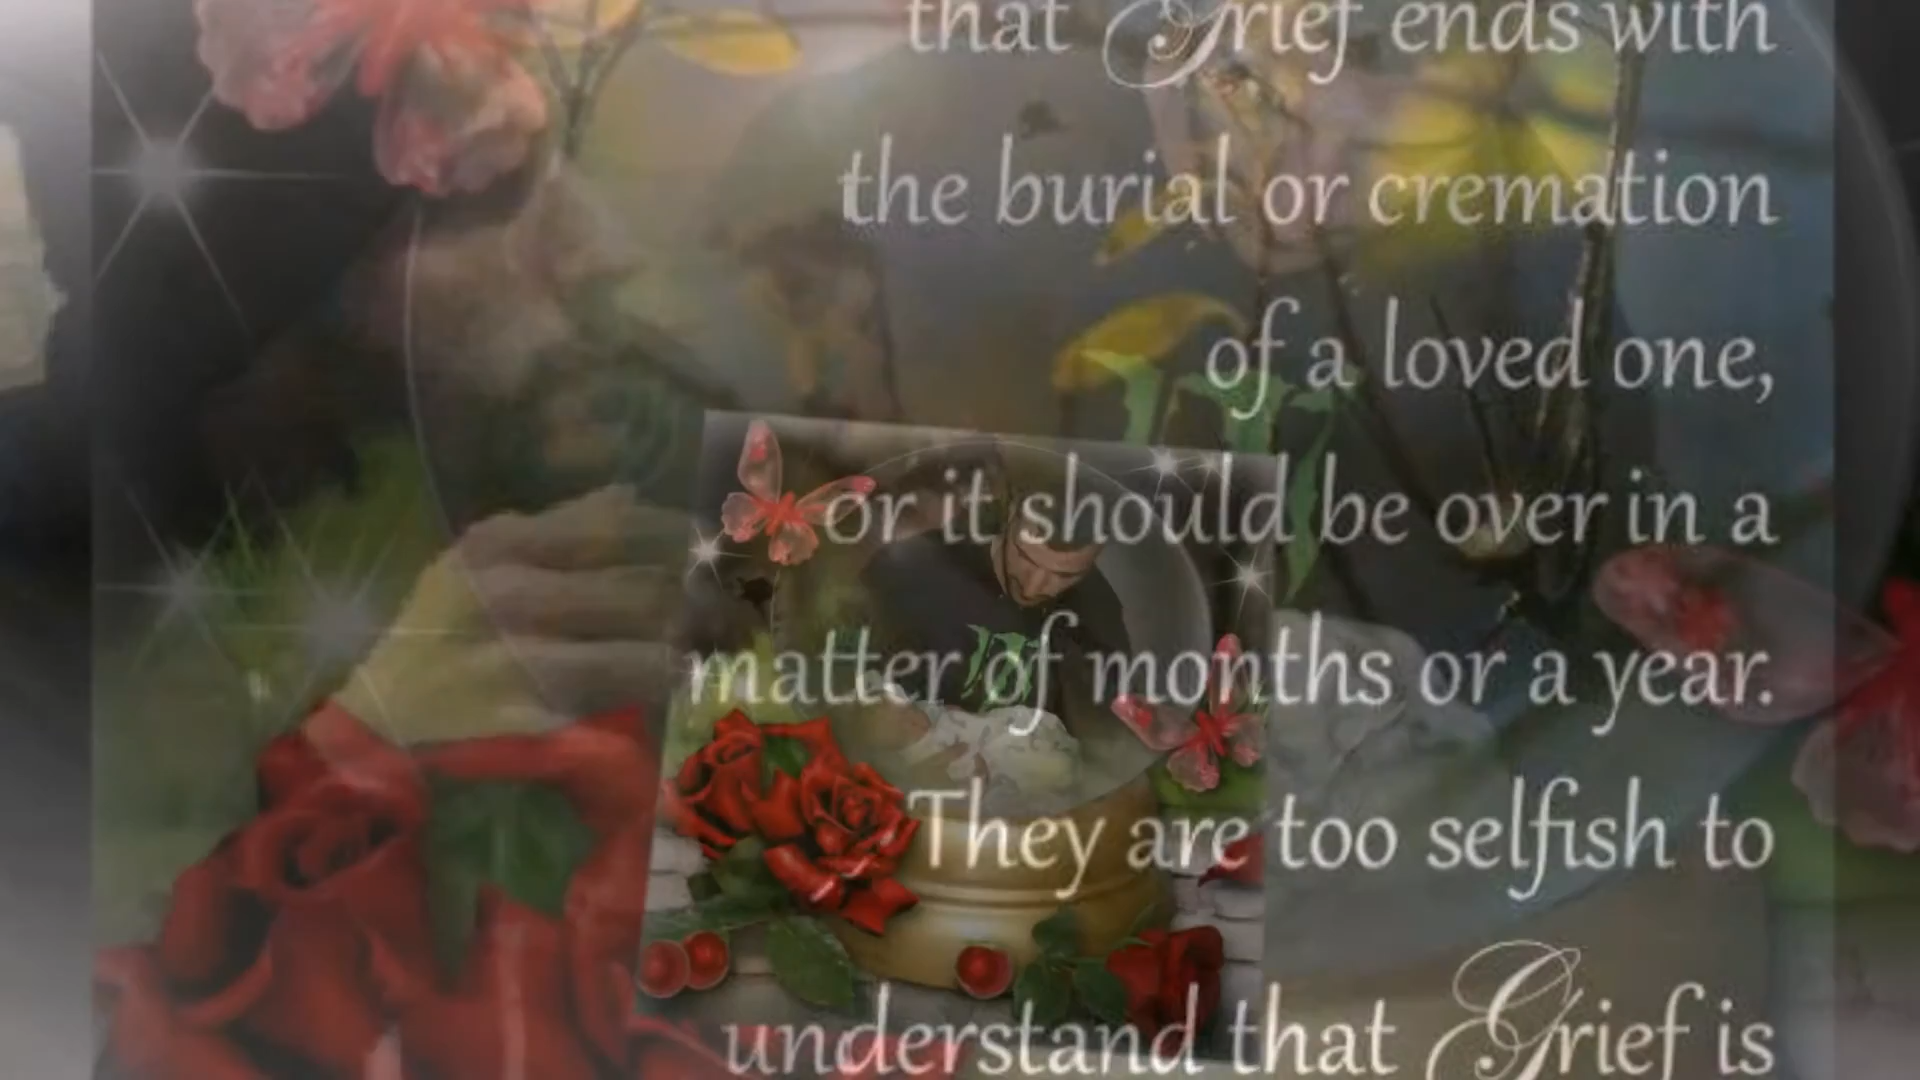 that Grief ends with
the burial or cremation
of a loved one,
or it should be over in a
matter of months or a year.
They are too selfish to
understand that Grief is